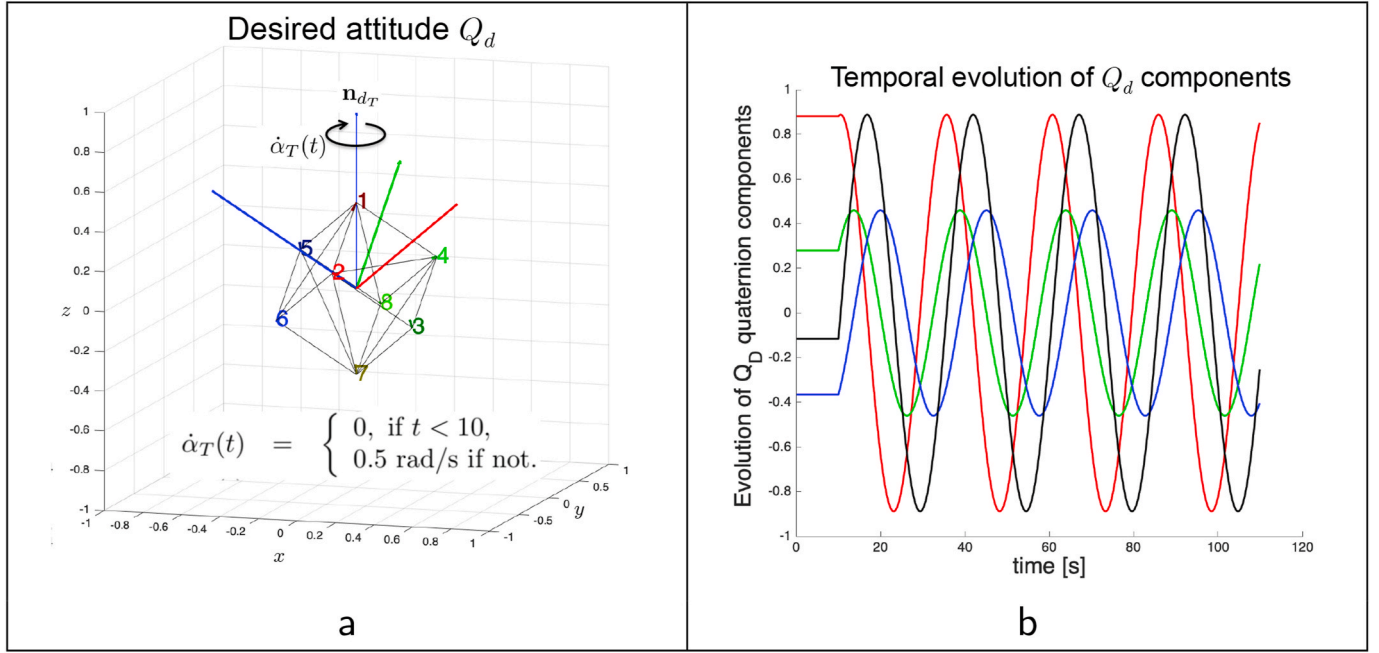 Desired attitude Q_d
n_{d_T}
α̇_T(t)
1
0.8
0.6
0.4
0.2
0
-0.2
-0.4
-0.6
-0.8
-1
z
1
5
2
4
8
6
3
7
α̇_T(t) = { 0, if t < 10,
0.5 rad/s if not.
-1 -0.8 -0.6 -0.4 -0.2 0 0.2 0.4 0.6 0.8 1
x
-1 -0.5 0 0.5 1
y
a
Temporal evolution of Q_d components
Evolution of Q_D quaternion components
1
0.8
0.6
0.4
0.2
0
-0.2
-0.4
-0.6
-0.8
-1
0 20 40 60 80 100 120
time [s]
b